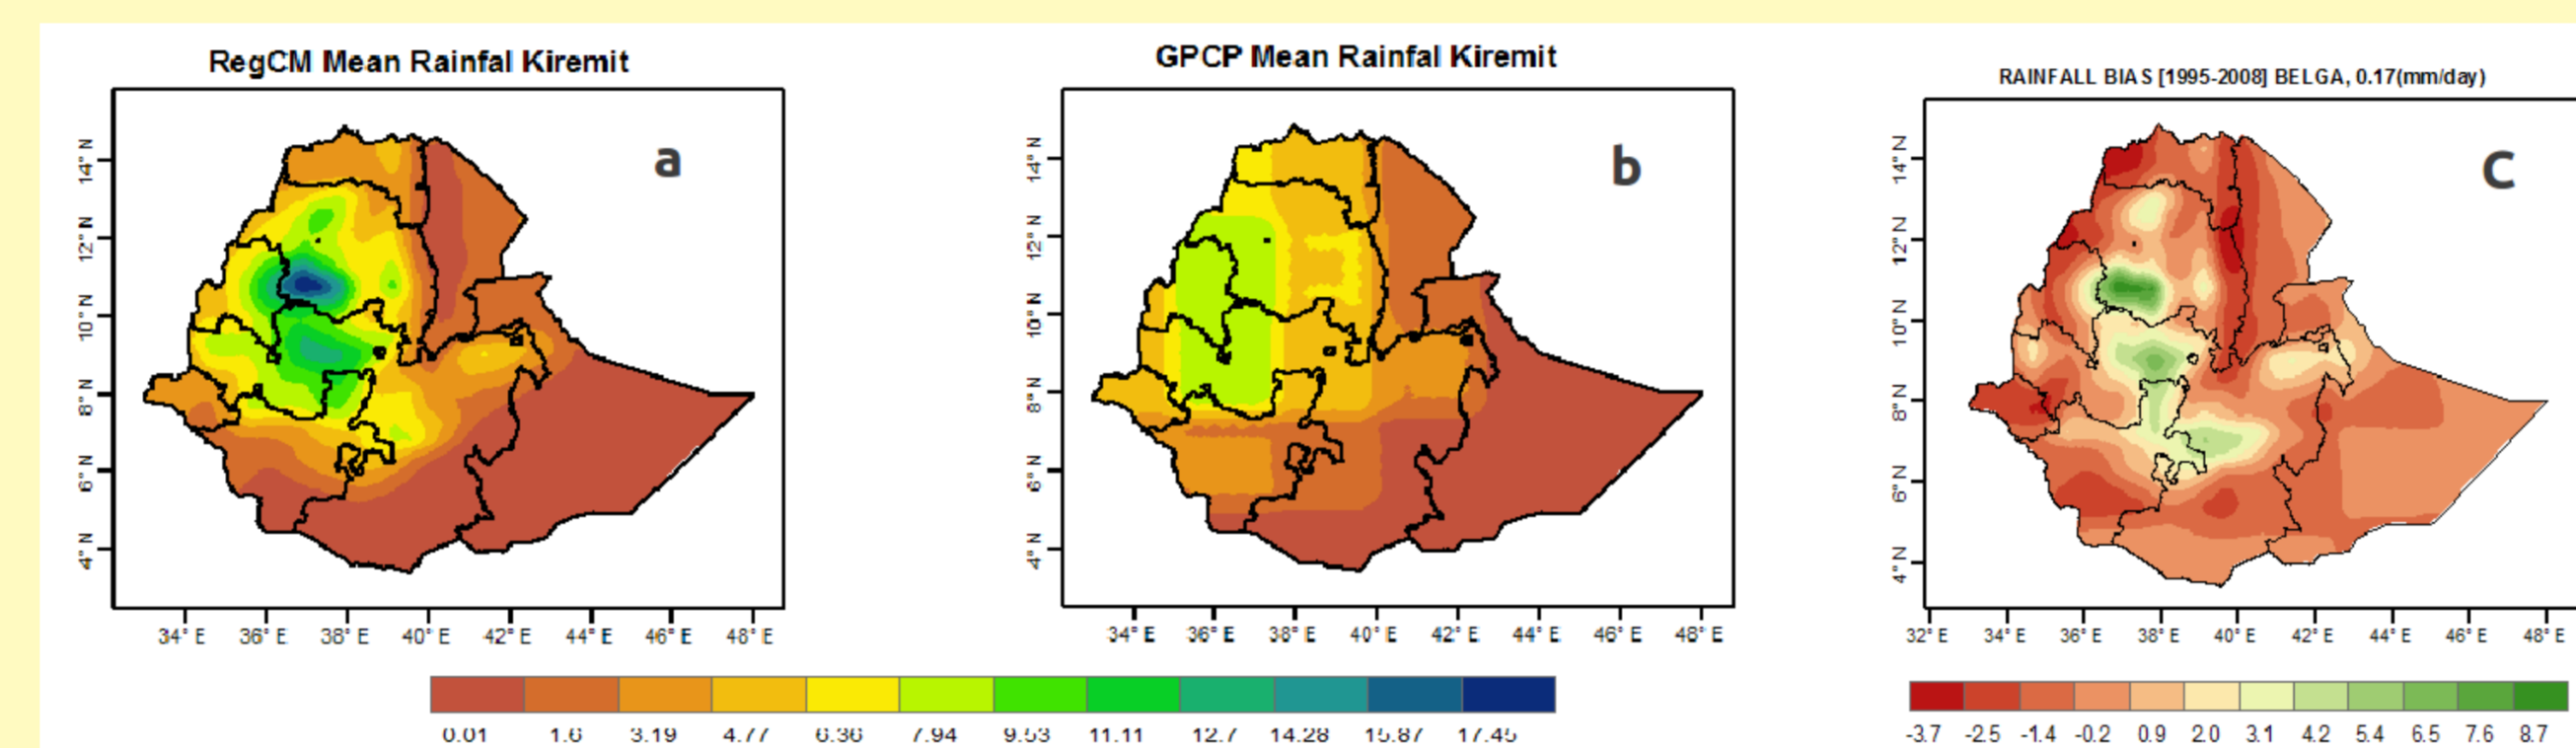 RegCM Mean Rainfal Kiremit
GPCP Mean Rainfal Kiremit
RAINFALL BIAS [1995-2008] BELGA, 0.17(mm/day)
a
b
C
14° N
12° N
10° N
8° N
6° N
4° N
14° N
12° N
10° N
8° N
6° N
4° N
14° N
12° N
10° N
8° N
6° N
4° N
34° E 36° E 38° E 40° E 42° E 44° E 46° E 48° E
34° E 36° E 38° E 40° E 42° E 44° E 46° E 48° E
32° E 34° E 36° E 38° E 40° E 42° E 44° E 46° E 48° E
0.01 1.6 3.19 4.77 6.36 7.94 9.53 11.11 12.7 14.28 15.87 17.45
-3.7 -2.5 -1.4 -0.2 0.9 2.0 3.1 4.2 5.4 6.5 7.6 8.7